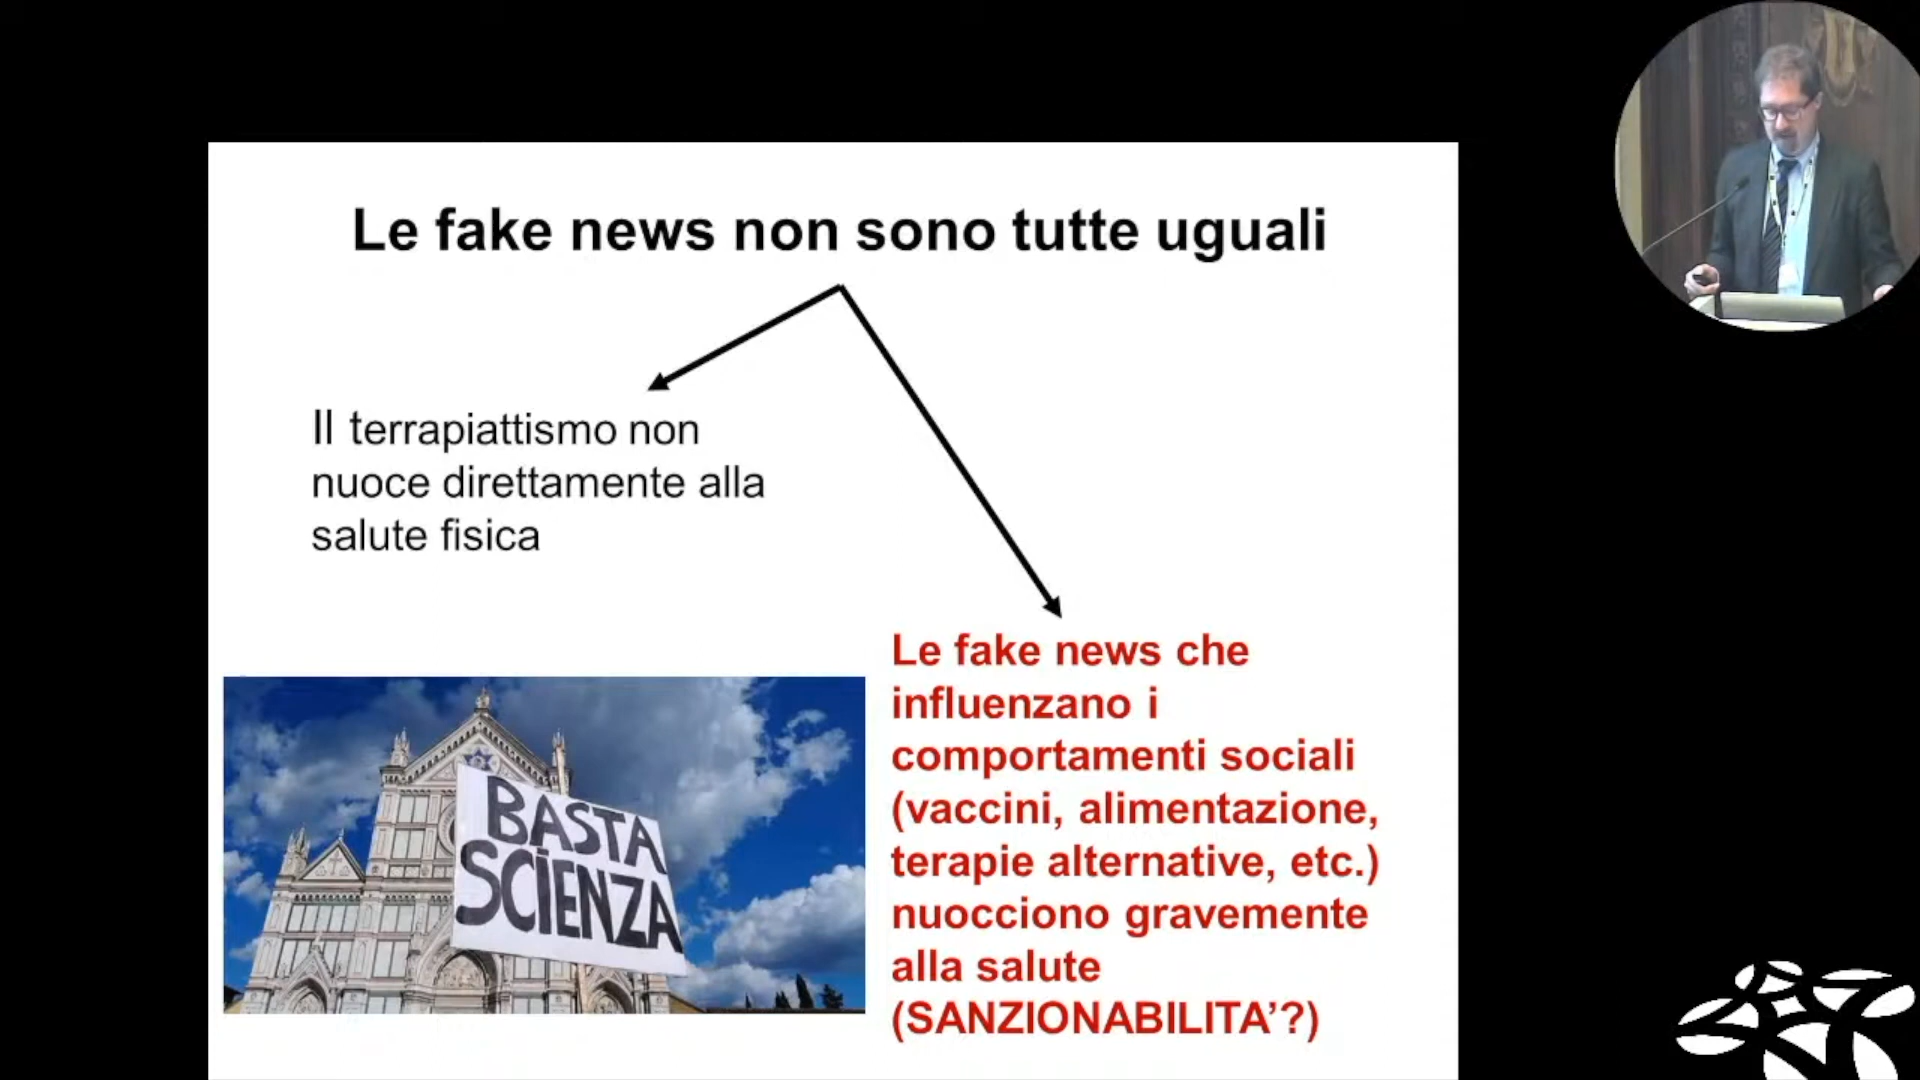 Le fake news non sono tutte uguali
Il terrapiattismo non
nuoce direttamente alla
salute fisica
BASTA
SCIENZA
Le fake news che
influenzano i
comportamenti sociali
(vaccini, alimentazione,
terapie alternative, etc.)
nuocciono gravemente
alla salute
(SANZIONABILITA’?)